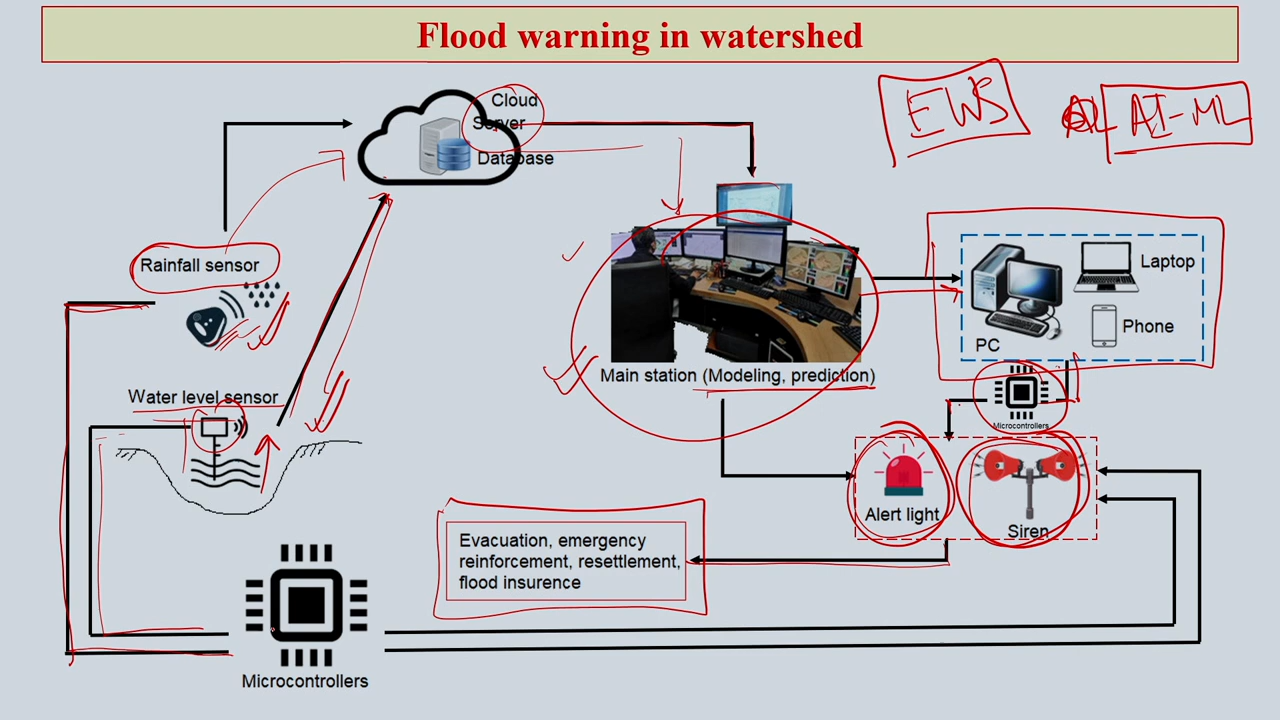 Flood warning in watershed
EWS
AI-ML
Cloud
Server
Database
Rainfall sensor
Laptop
Phone
PC
Main station (Modeling, prediction)
Water level sensor
Microcontrollers
Alert light
Siren
Evacuation, emergency
reinforcement, resettlement,
flood insurence
Microcontrollers